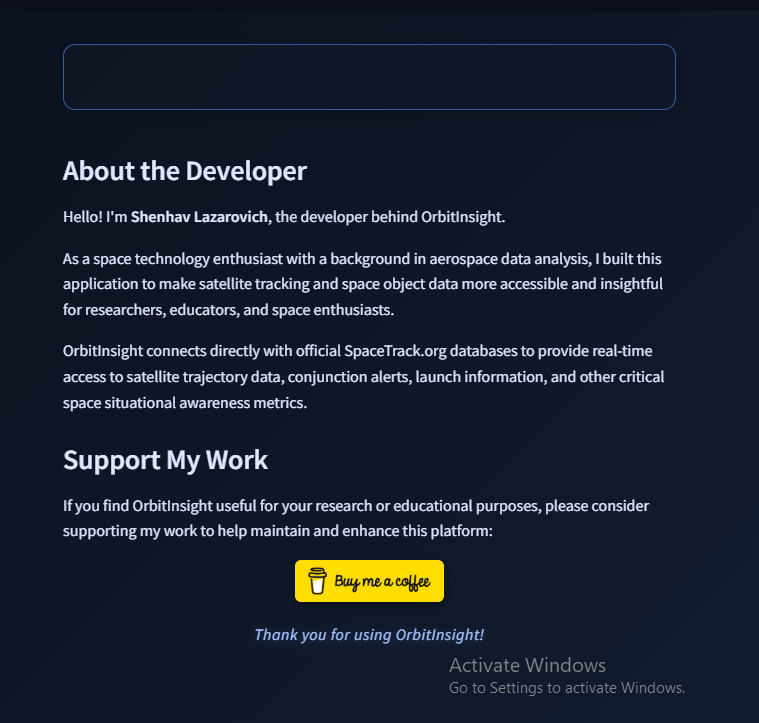 About the Developer
Hello! I'm Shenhav Lazarovich, the developer behind OrbitInsight.
As a space technology enthusiast with a background in aerospace data analysis, I built this
application to make satellite tracking and space object data more accessible and insightful
for researchers, educators, and space enthusiasts.
OrbitInsight connects directly with official SpaceTrack.org databases to provide real-time
access to satellite trajectory data, conjunction alerts, launch information, and other critical
space situational awareness metrics.
Support My Work
If you find OrbitInsight useful for your research or educational purposes, please consider
supporting my work to help maintain and enhance this platform:
Buy me a coffee
Thank you for using OrbitInsight!
Activate Windows
Go to Settings to activate Windows.